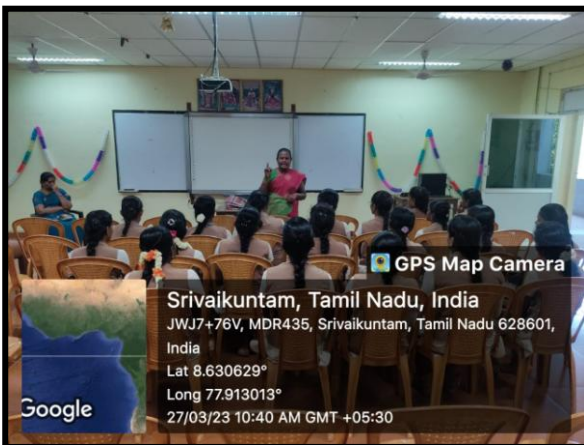 GPS Map Camera
Srivaikuntam, Tamil Nadu, India
JWJ7+76V, MDR435, Srivaikuntam, Tamil Nadu 628601,
India
Lat 8.630629°
Long 77.913013°
27/03/23 10:40 AM GMT +05:30
Google